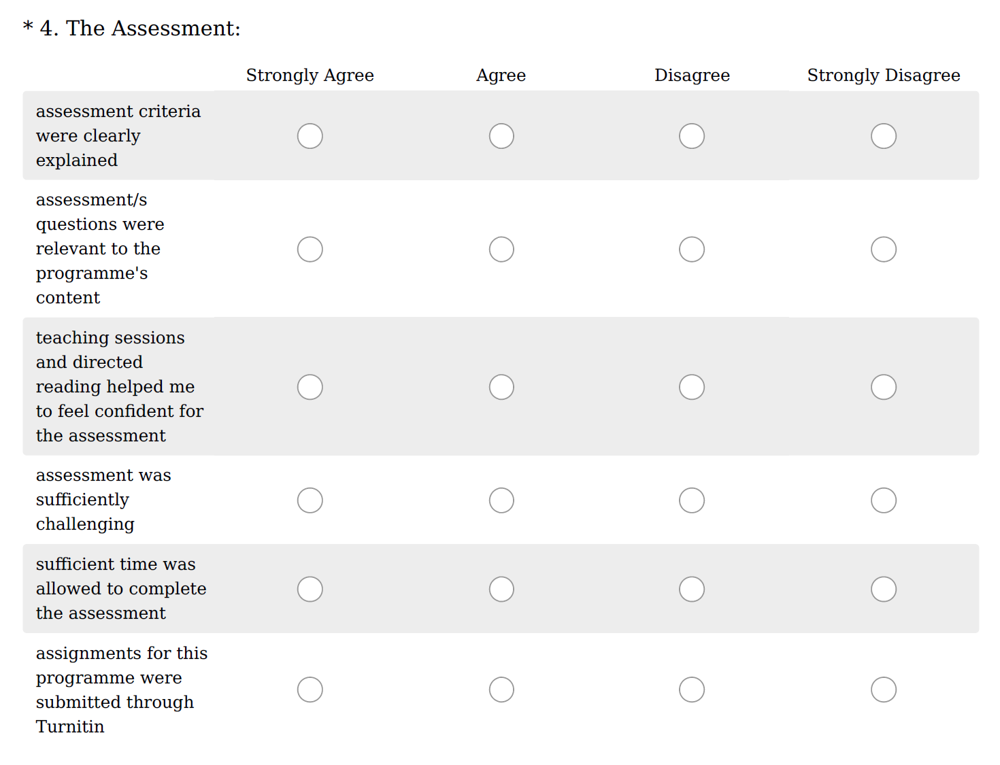 * 4. The Assessment:
Strongly Agree Agree Disagree Strongly Disagree
assessment criteria
were clearly
explained
assessment/s
questions were
relevant to the
programme's
content
teaching sessions
and directed
reading helped me
to feel confident for
the assessment
assessment was
sufficiently
challenging
sufficient time was
allowed to complete
the assessment
assignments for this
programme were
submitted through
Turnitin